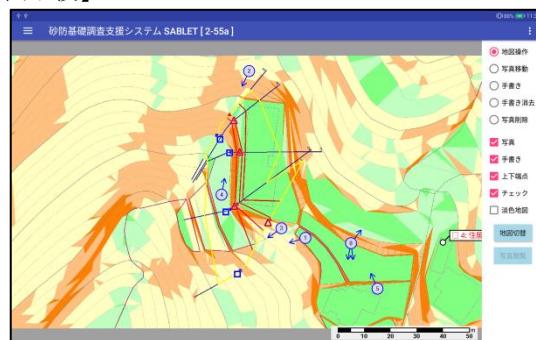 砂防基礎調査支援システム SABLET [ 2-55a ]
地図操作
写真移動
手書き
手書き消去
写真削除
写真
手書き
上下端点
チェック
淡色地図
地図切替
写真閲覧
2
4
3
1
6
5
4: 住居
0 10 20 30 40 50